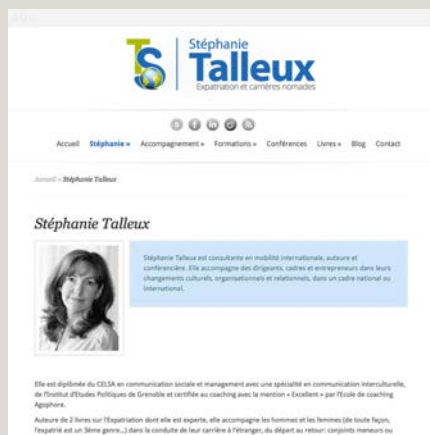 Stéphanie
Talleux
Expatriation et carrières nomades
Accueil Stéphanie » Accompagnement » Formations » Conférences Livres » Blog Contact
Accueil » Stéphanie Talleux
Stéphanie Talleux
Stéphanie Talleux est consultante en mobilité internationale, auteure et
conférencière. Elle accompagne des dirigeants, cadres et entrepreneurs dans leurs
changements culturels, organisationnels et relationnels, dans un cadre national ou
international.
Elle est diplômée du CELSA en communication sociale et management avec une spécialité en communication interculturelle,
de l'Institut d'Etudes Politiques de Grenoble et certifiée au coaching avec la mention « Excellent » par l'Ecole de coaching
Agophore.
Auteure de 2 livres sur l'Expatriation dont elle est experte, elle accompagne les hommes et les femmes (de toute façon,
l'expatrié est un 3ème genre...) dans la conduite de leur carrière à l'étranger, du départ au retour: conjoints meneurs ou